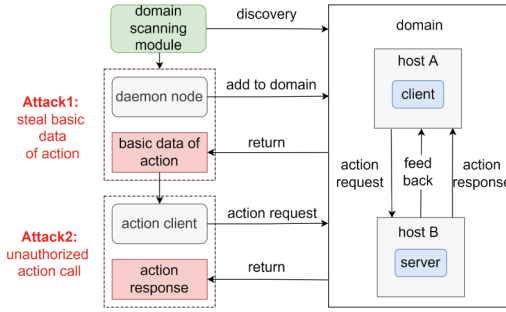 domain
scanning
module
discovery
domain
host A
client
daemon node
add to domain
Attack1:
steal basic
data
of action
basic data of
action
return
action
request
feed
back
action
response
action client
action request
host B
server
Attack2:
unauthorized
action call
action
response
return